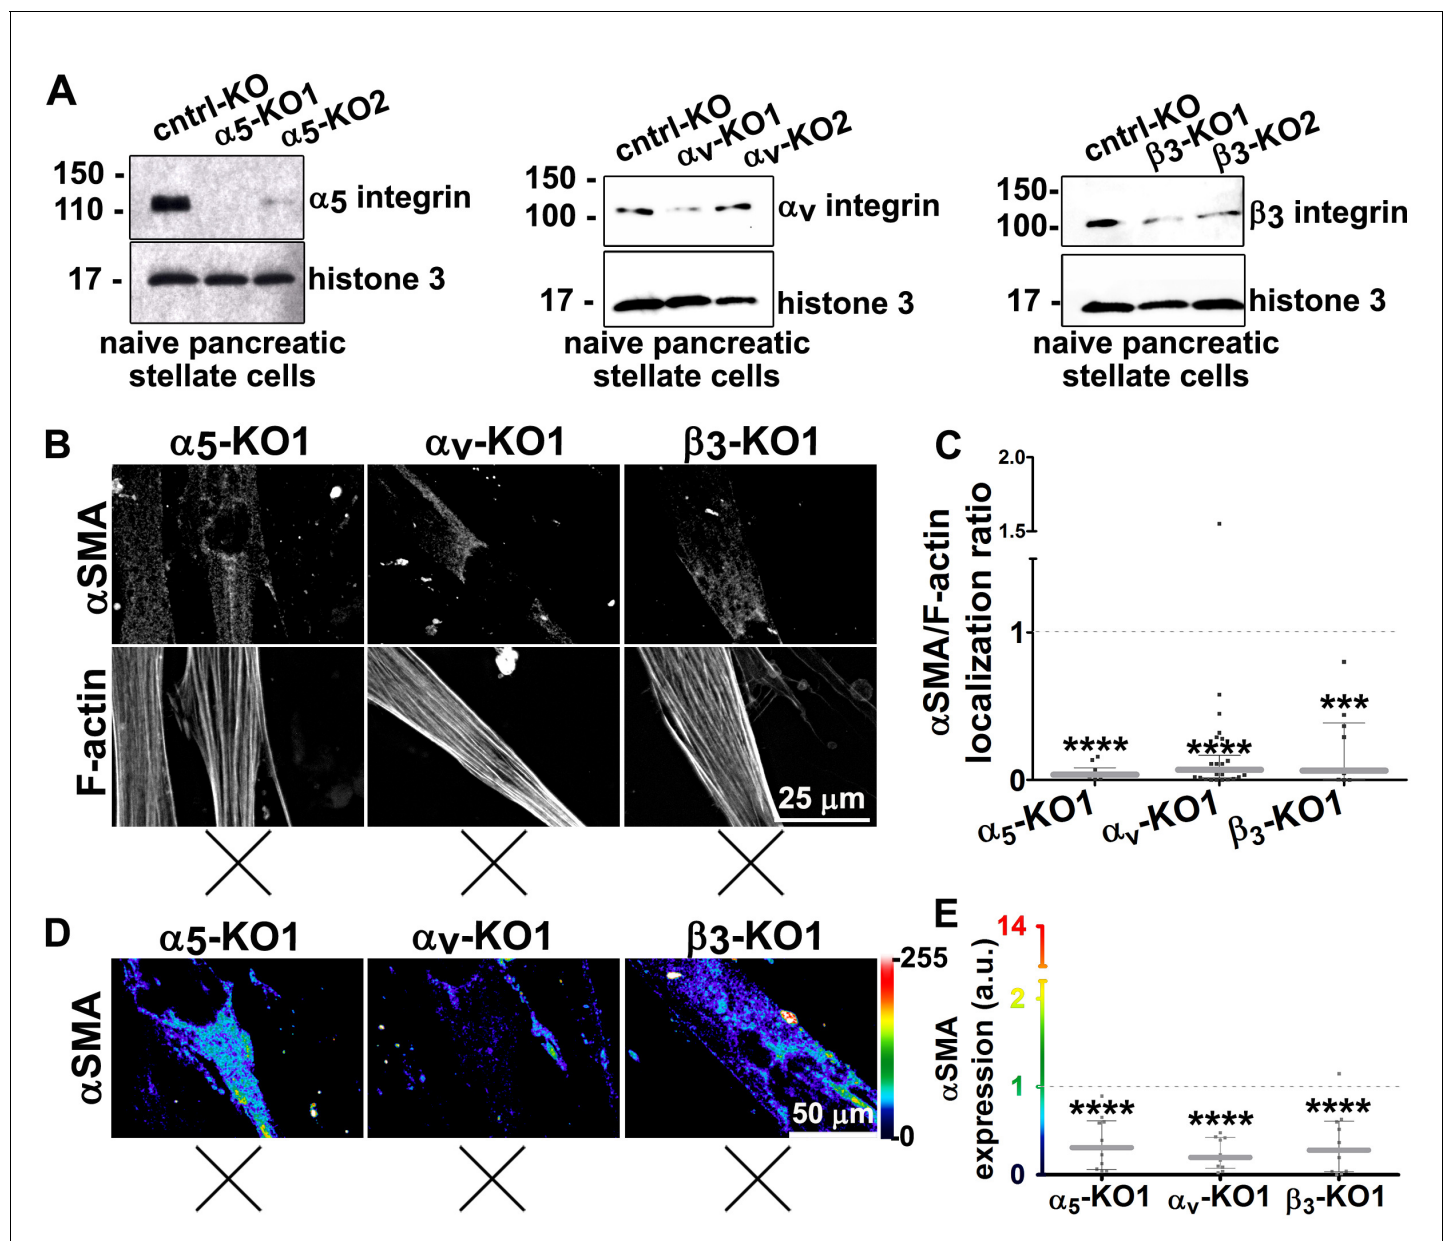 A
cntrl-KO
α5-KO1
α5-KO2
150 -
110 -
α5 integrin
17 -
histone 3
naive pancreatic
stellate cells
cntrl-KO
αv-KO1
αv-KO2
150 -
100 -
αv integrin
17 -
histone 3
naive pancreatic
stellate cells
cntrl-KO
β3-KO1
β3-KO2
150-
100-
β3 integrin
17 -
histone 3
naive pancreatic
stellate cells
B
α5-KO1
αv-KO1
β3-KO1
αSMA
F-actin
25 μm
C
αSMA/F-actin
localization ratio
2.0
1.5
1
0
****
****
***
α5-KO1
αv-KO1
β3-KO1
D
α5-KO1
αv-KO1
β3-KO1
αSMA
50 μm
-255
-0
E
αSMA
expression (a.u.)
14
2
1
0
****
****
****
α5-KO1
αv-KO1
β3-KO1